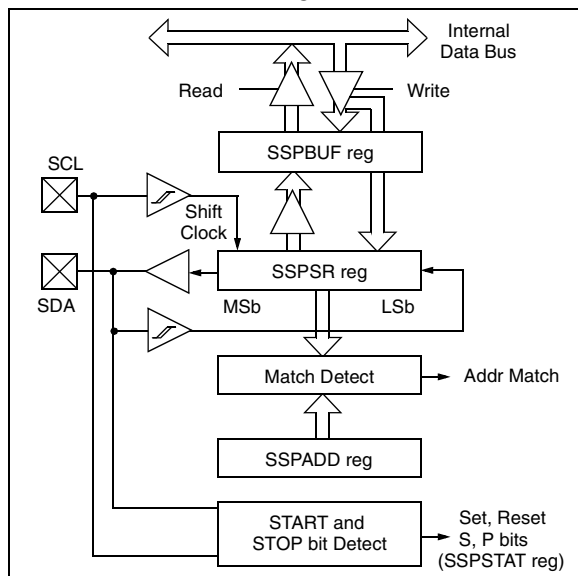 Internal
Data Bus
Read
Write
SSPBUF reg
SCL
Shift
Clock
SSPSR reg
SDA
MSb
LSb
Match Detect
Addr Match
SSPADD reg
START and
STOP bit Detect
Set, Reset
S, P bits
(SSPSTAT reg)